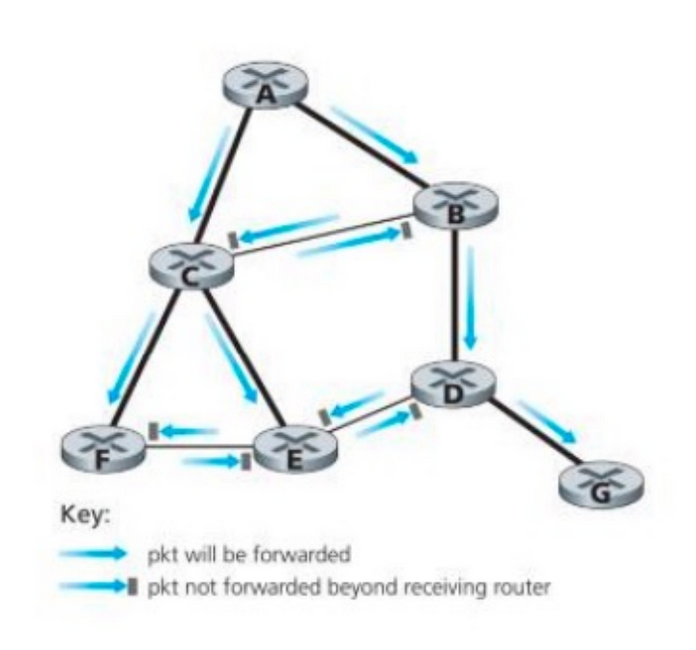 A
B
C
D
F
E
G
Key:
pkt will be forwarded
pkt not forwarded beyond receiving router